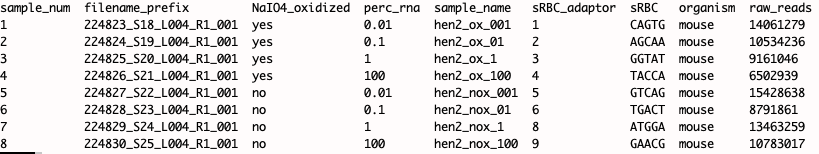 sample_num filename_prefix NaIO4_oxidized perc_rna sample_name sRBC_adaptor sRBC organism raw_reads
1 224823_S18_L004_R1_001 yes 0.01 hen2_ox_001 1 CAGTG mouse 14061279
2 224824_S19_L004_R1_001 yes 0.1 hen2_ox_01 2 AGCAA mouse 10534236
3 224825_S20_L004_R1_001 yes 1 hen2_ox_1 3 GGTAT mouse 9161046
4 224826_S21_L004_R1_001 yes 100 hen2_ox_100 4 TACCA mouse 6502939
5 224827_S22_L004_R1_001 no 0.01 hen2_nox_001 5 GTCAG mouse 15428638
6 224828_S23_L004_R1_001 no 0.1 hen2_nox_01 6 TGACT mouse 8791861
7 224829_S24_L004_R1_001 no 1 hen2_nox_1 8 ATGGA mouse 13463259
8 224830_S25_L004_R1_001 no 100 hen2_nox_100 9 GAACG mouse 10783017